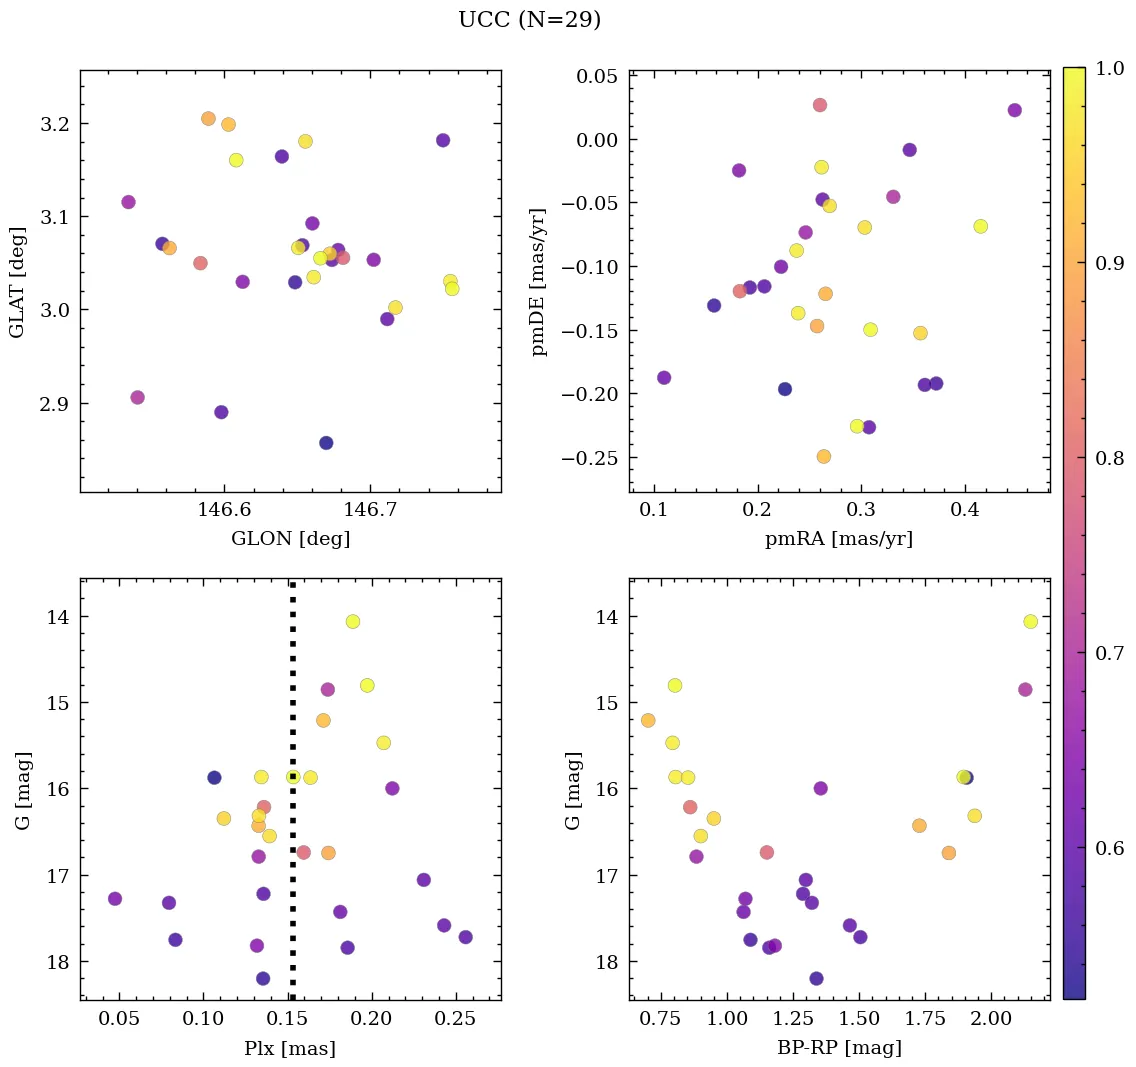 UCC (N=29)
3.2
3.1
3.0
2.9
GLAT [deg]
146.6 146.7
GLON [deg]
0.05
0.00
−0.05
−0.10
−0.15
−0.20
−0.25
pmDE [mas/yr]
0.1 0.2 0.3 0.4
pmRA [mas/yr]
1.0
0.9
0.8
0.7
0.6
14
15
16
17
18
G [mag]
0.05 0.10 0.15 0.20 0.25
Plx [mas]
14
15
16
17
18
G [mag]
0.75 1.00 1.25 1.50 1.75 2.00
BP-RP [mag]